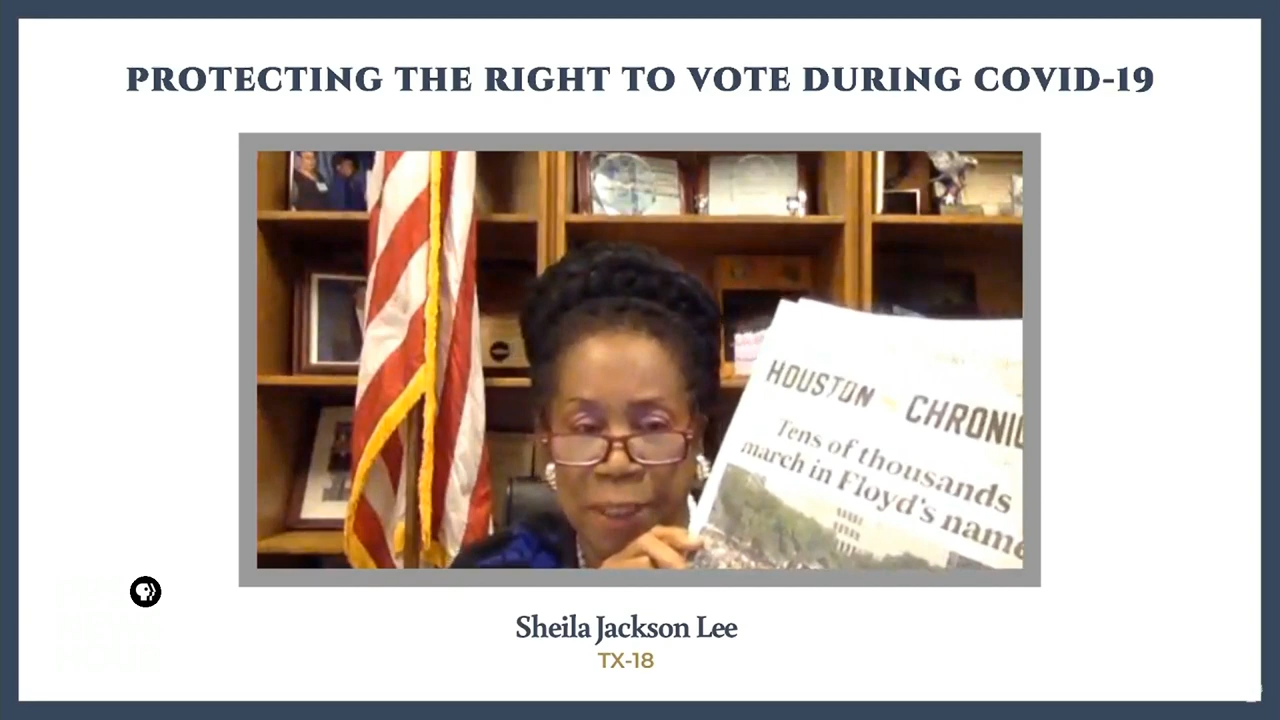 PROTECTING THE RIGHT TO VOTE DURING COVID-19
HOUSTON CHRONIC
Tens of thousands
march in Floyd's name
Sheila Jackson Lee
TX-18